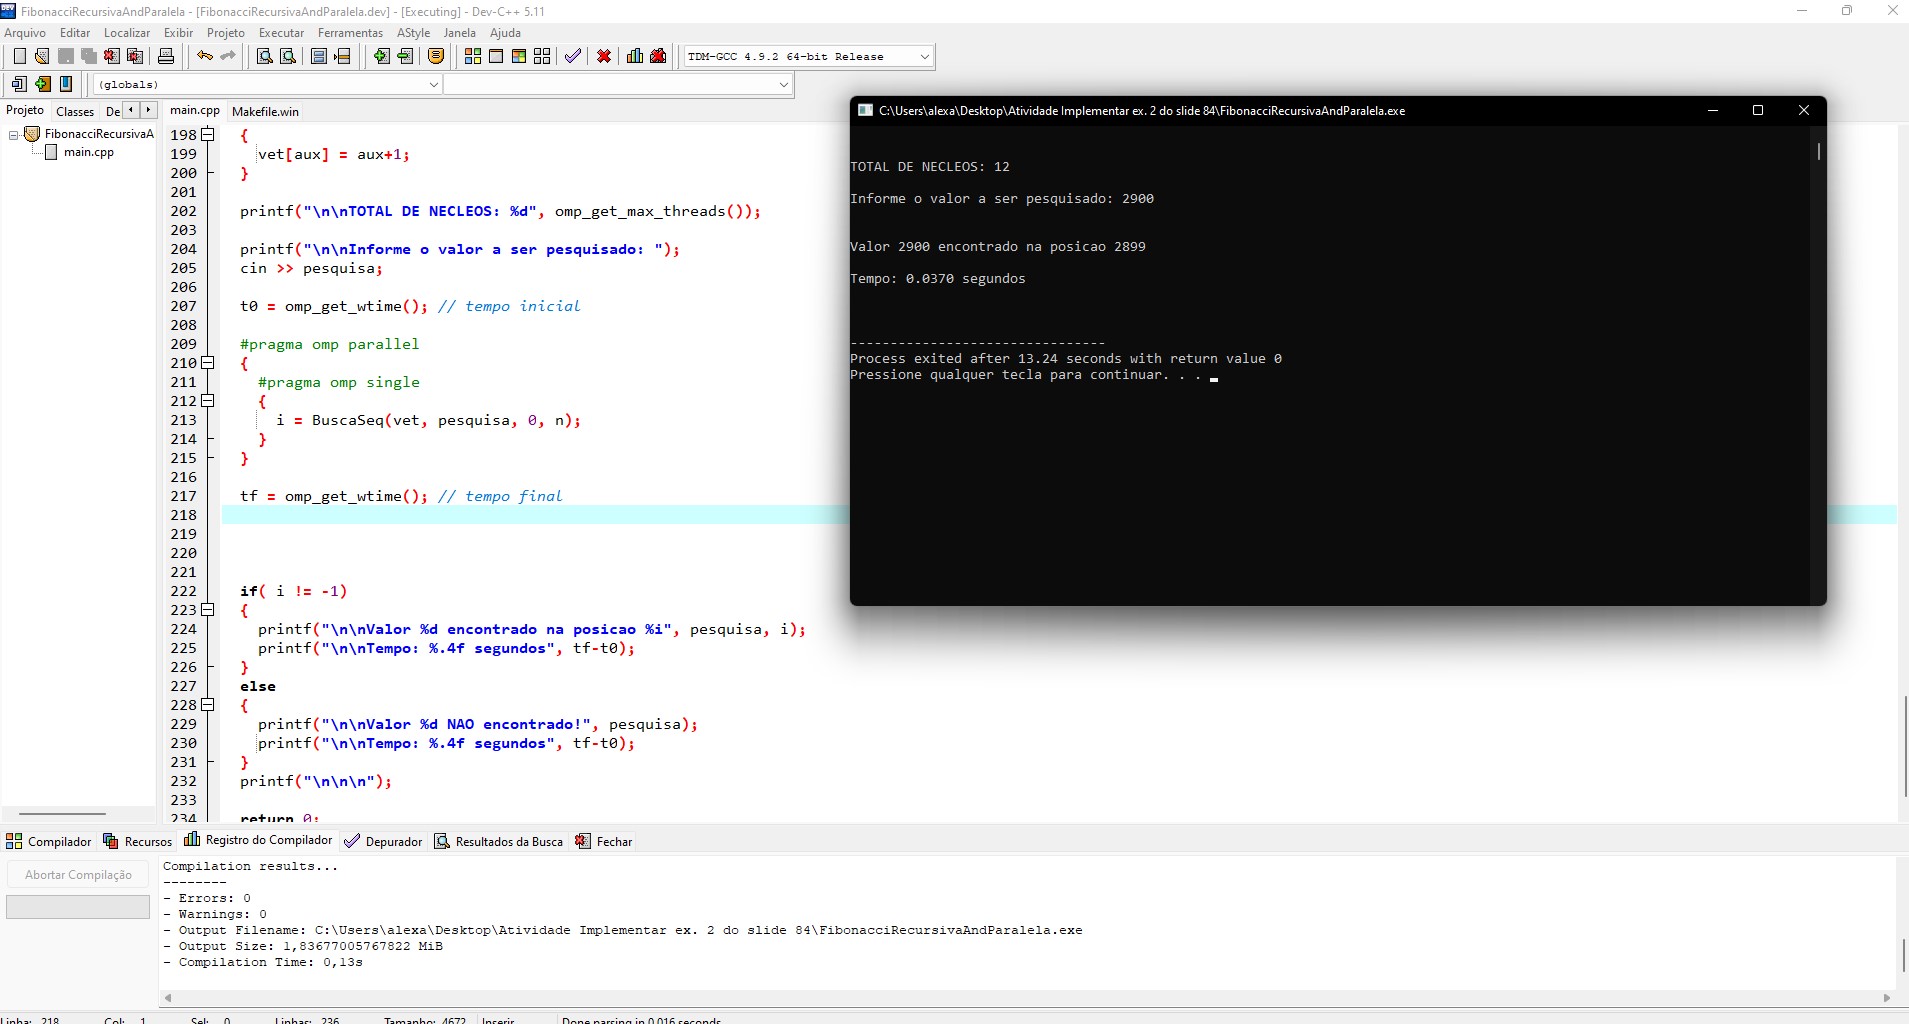 FibonacciRecursivaAndParalela - [FibonacciRecursivaAndParalela.dev] - [Executing] - Dev-C++ 5.11
Arquivo Editar Localizar Exibir Projeto Executar Ferramentas AStyle Janela Ajuda
TDM-GCC 4.9.2 64-bit Release
(globals)
Projeto Classes De
FibonacciRecursivaA
main.cpp
main.cpp Makefile.win
198 {
199 vet[aux] = aux+1;
200 }
201
202 printf("\n\nTOTAL DE NECLEOS: %d", omp_get_max_threads());
203
204 printf("\n\nInforme o valor a ser pesquisado: ");
205 cin >> pesquisa;
206
207 t0 = omp_get_wtime(); // tempo inicial
208
209 #pragma omp parallel
210 {
211 #pragma omp single
212 {
213 i = BuscaSeq(vet, pesquisa, 0, n);
214 }
215 }
216
217 tf = omp_get_wtime(); // tempo final
218
219
220
221
222 if( i != -1)
223 {
224 printf("\n\nValor %d encontrado na posicao %i", pesquisa, i);
225 printf("\n\nTempo: %.4f segundos", tf-t0);
226 }
227 else
228 {
229 printf("\n\nValor %d NAO encontrado!", pesquisa);
230 printf("\n\nTempo: %.4f segundos", tf-t0);
231 }
232 printf("\n\n\n");
233
234 return 0;
C:\Users\alexa\Desktop\Atividade Implementar ex. 2 do slide 84\FibonacciRecursivaAndParalela.exe
TOTAL DE NECLEOS: 12
Informe o valor a ser pesquisado: 2900
Valor 2900 encontrado na posicao 2899
Tempo: 0.0370 segundos
--------------------------------
Process exited after 13.24 seconds with return value 0
Pressione qualquer tecla para continuar. . .
Compilador Recursos Registro do Compilador Depurador Resultados da Busca Fechar
Abortar Compilação
Compilation results...
--------
- Errors: 0
- Warnings: 0
- Output Filename: C:\Users\alexa\Desktop\Atividade Implementar ex. 2 do slide 84\FibonacciRecursivaAndParalela.exe
- Output Size: 1,83677005767822 MiB
- Compilation Time: 0,13s
Linha: 218 Col: 1 Sel: 0 Linhas: 236 Tamanho: 4672 Inserir Done parsing in 0,016 seconds